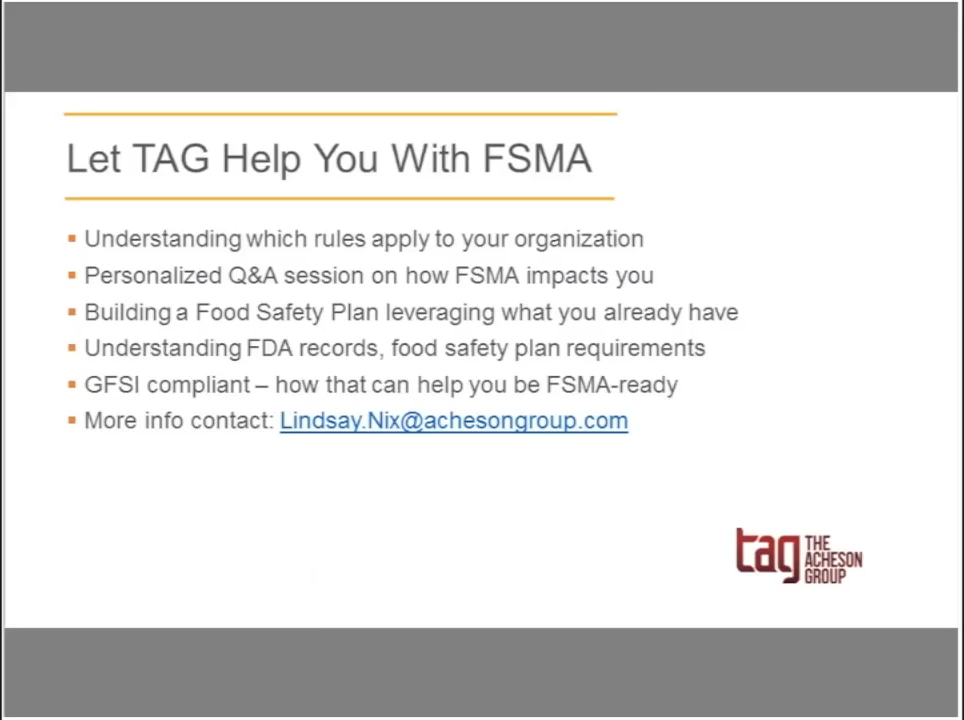 Let TAG Help You With FSMA
▪ Understanding which rules apply to your organization
▪ Personalized Q&A session on how FSMA impacts you
▪ Building a Food Safety Plan leveraging what you already have
▪ Understanding FDA records, food safety plan requirements
▪ GFSI compliant – how that can help you be FSMA-ready
▪ More info contact: Lindsay.Nix@achesongroup.com
tag THE
ACHESON
GROUP